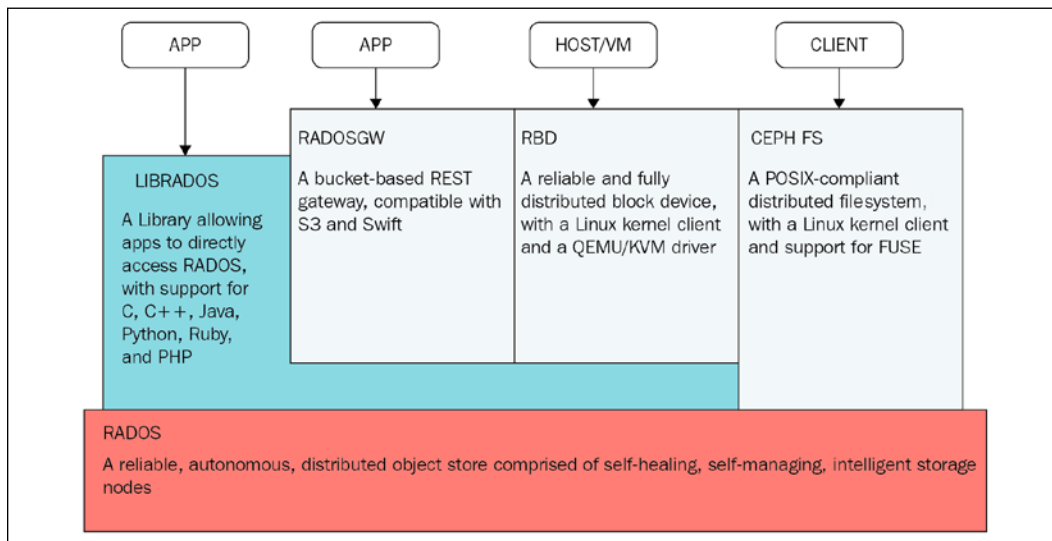 APP
APP
HOST/VM
CLIENT
LIBRADOS
A Library allowing
apps to directly
access RADOS,
with support for
C, C++, Java,
Python, Ruby,
and PHP
RADOSGW
A bucket-based REST
gateway, compatible with
S3 and Swift
RBD
A reliable and fully
distributed block device,
with a Linux kernel client
and a QEMU/KVM driver
CEPH FS
A POSIX-compliant
distributed filesystem,
with a Linux kernel client
and support for FUSE
RADOS
A reliable, autonomous, distributed object store comprised of self-healing, self-managing, intelligent storage
nodes